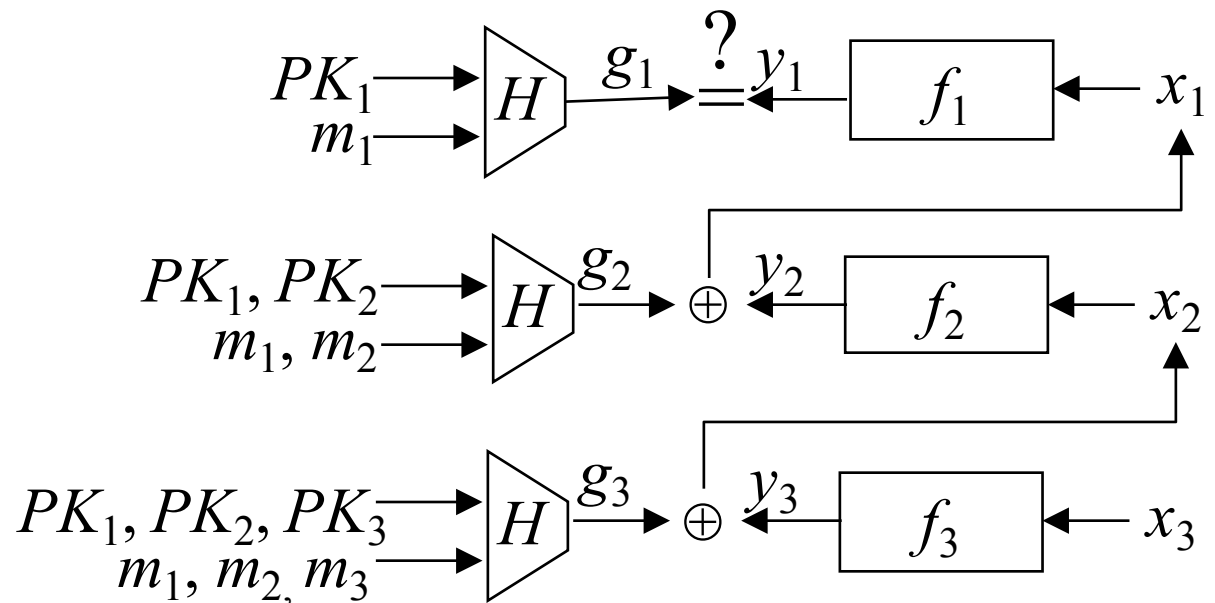 ?
PK₁ H g₁ = y₁ f₁ x₁
m₁
PK₁, PK₂ H g₂ ⊕ y₂ f₂ x₂
m₁, m₂
PK₁, PK₂, PK₃ H g₃ ⊕ y₃ f₃ x₃
m₁, m₂, m₃